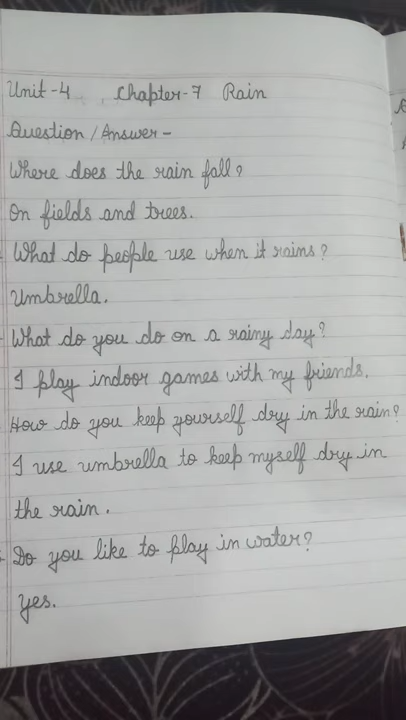 Unit-4 Chapter-7 Rain
Question/Answer-
Where does the rain fall?
On fields and trees.
What do people use when it rains?
Umbrella.
What do you do on a rainy day?
I play indoor games with my friends.
How do you keep yourself dry in the rain?
I use umbrella to keep myself dry in
the rain.
Do you like to play in water?
Yes.